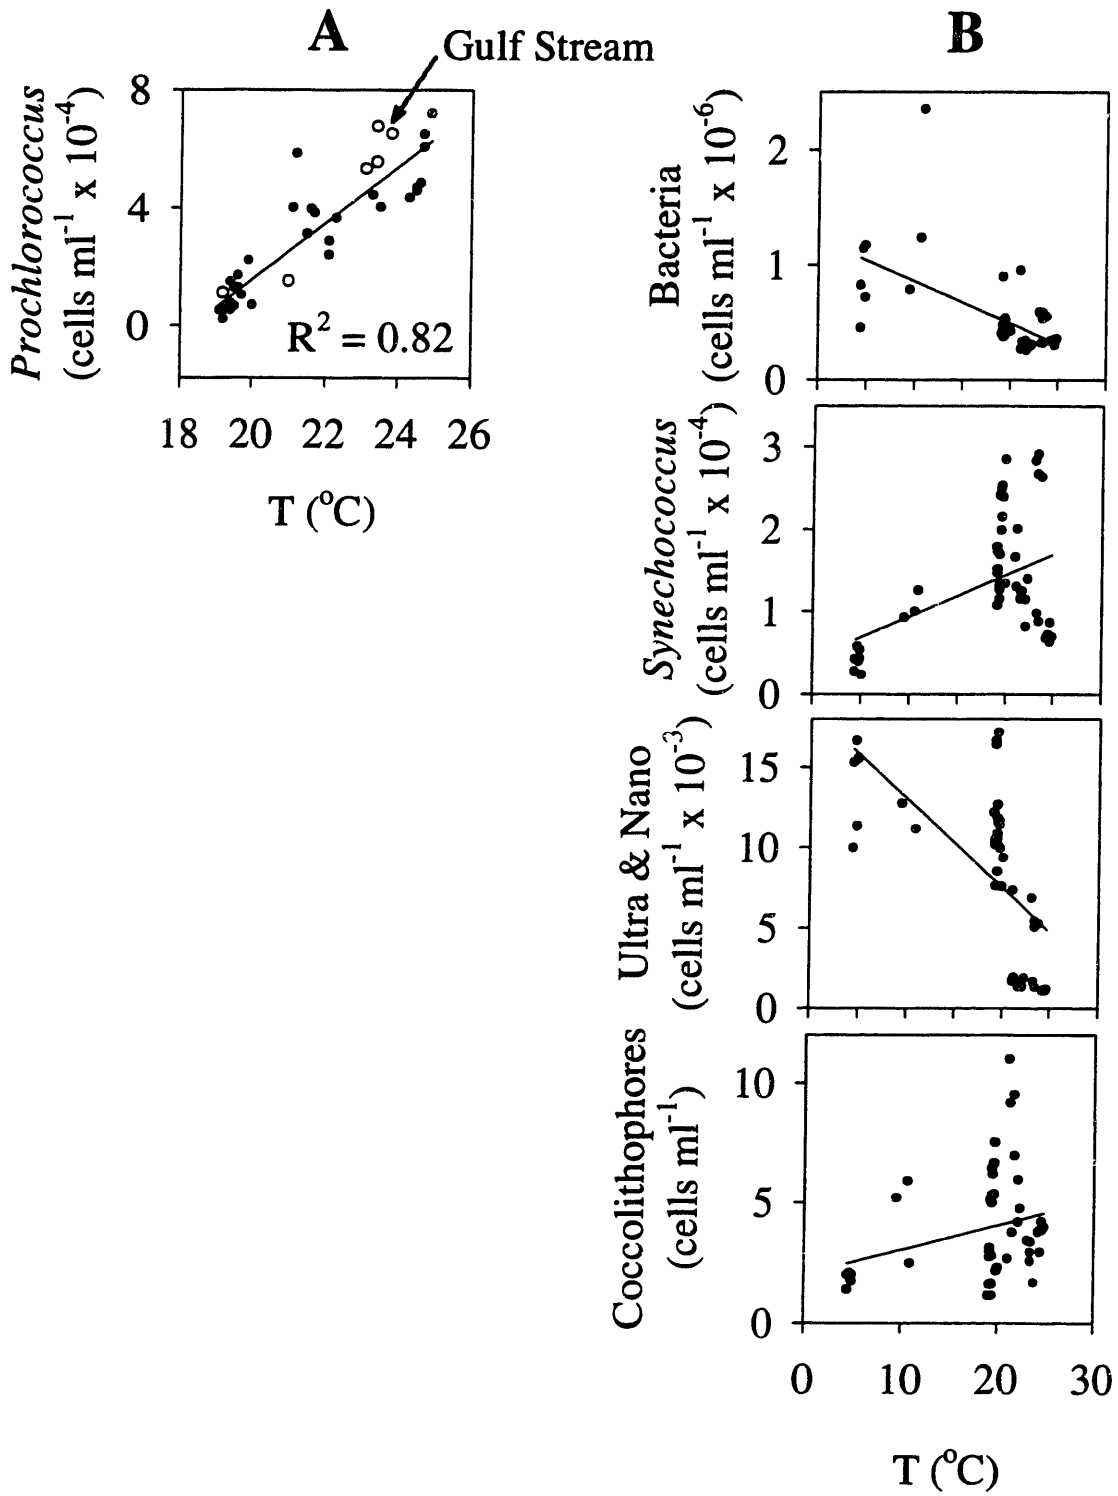 A
Gulf Stream
Prochlorococcus
(cells ml⁻¹ x 10⁻⁴)
8
4
0
R² = 0.82
18 20 22 24 26
T (°C)
B
Bacteria
(cells ml⁻¹ x 10⁻⁶)
2
1
0
Synechococcus
(cells ml⁻¹ x 10⁻⁴)
3
2
1
0
Ultra & Nano
(cells ml⁻¹ x 10⁻³)
15
10
5
0
Coccolithophores
(cells ml⁻¹)
10
5
0
0 10 20 30
T (°C)